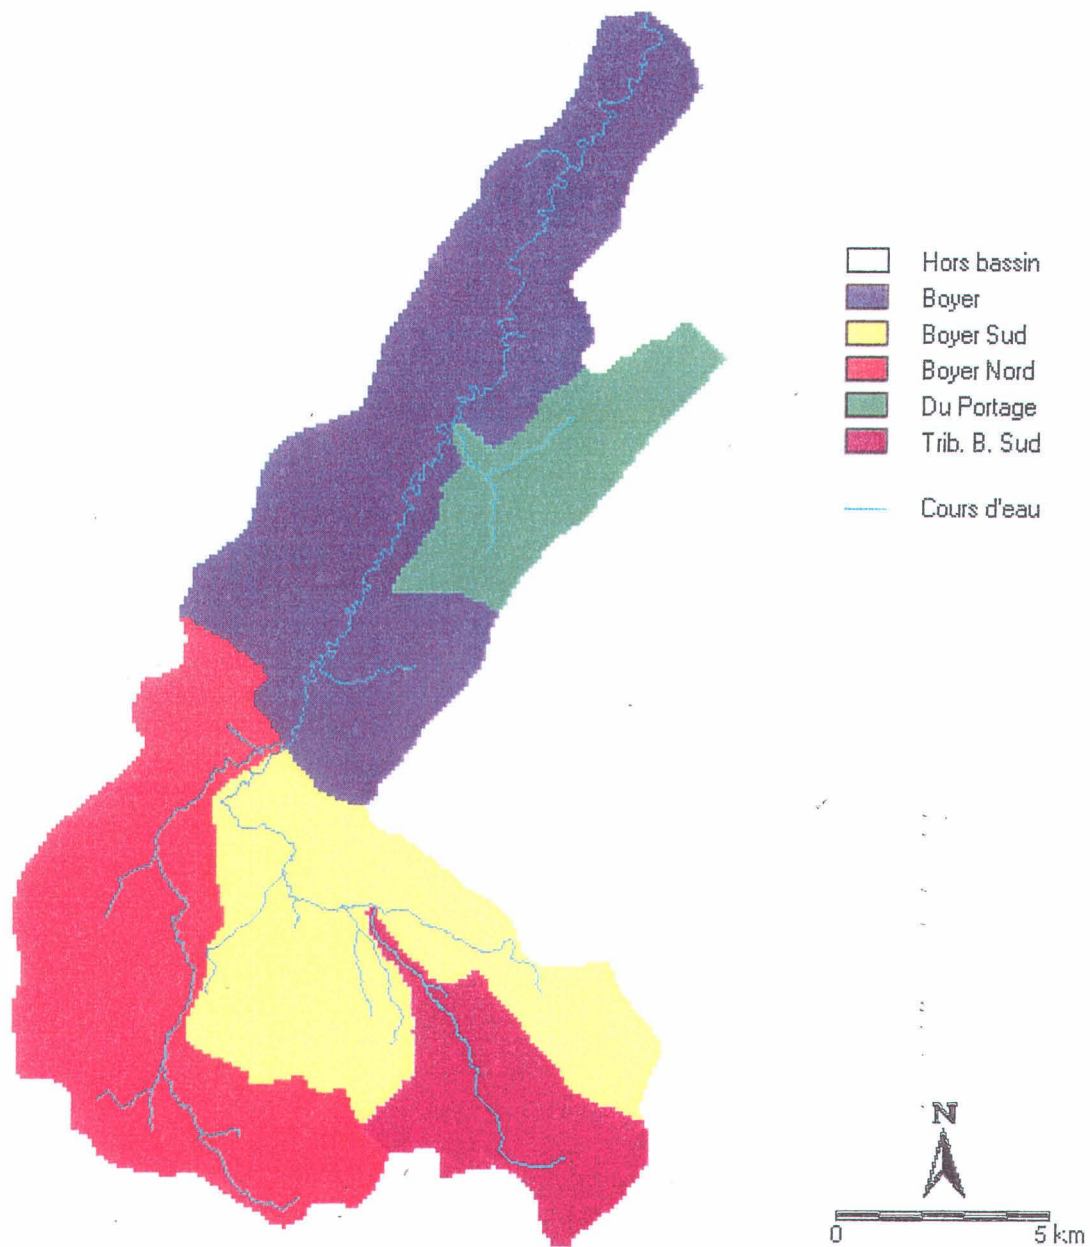 Hors bassin
Boyer
Boyer Sud
Boyer Nord
Du Portage
Trib. B. Sud
Cours d'eau
N
0 5 km